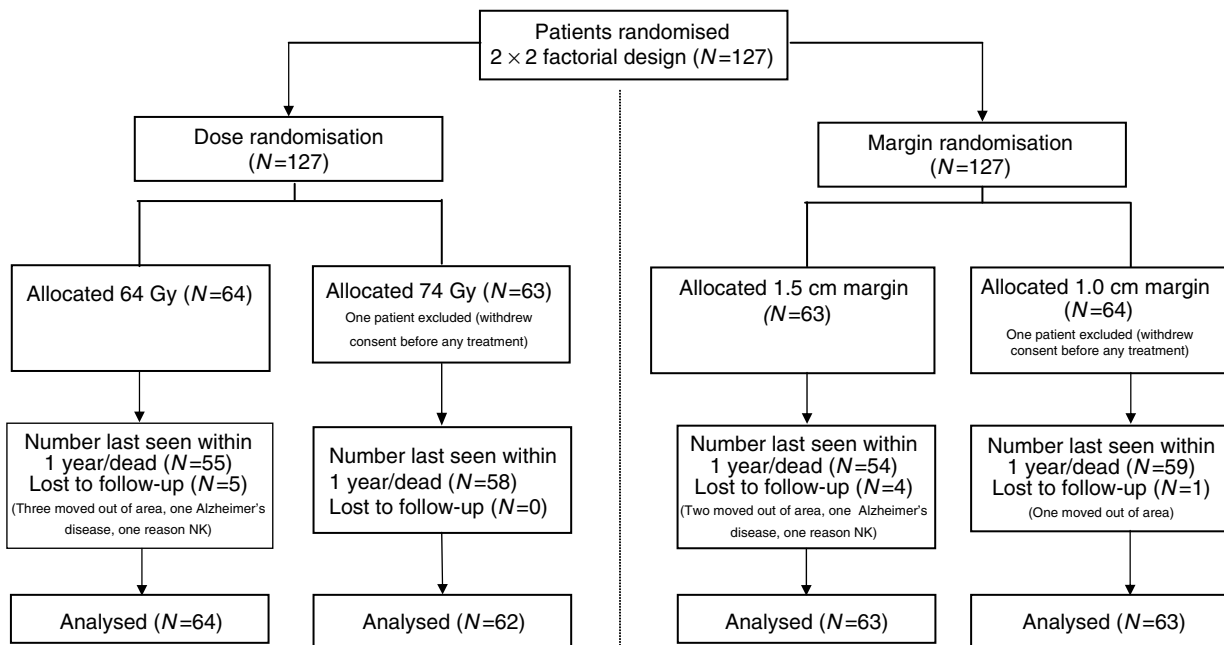 Patients randomised
2 × 2 factorial design (N=127)
Dose randomisation
(N=127)
Margin randomisation
(N=127)
Allocated 64 Gy (N=64)
Allocated 74 Gy (N=63)
One patient excluded (withdrew
consent before any treatment)
Allocated 1.5 cm margin
(N=63)
Allocated 1.0 cm margin
(N=64)
One patient excluded (withdrew
consent before any treatment)
Number last seen within
1 year/dead (N=55)
Lost to follow-up (N=5)
(Three moved out of area, one Alzheimer's
disease, one reason NK)
Number last seen within
1 year/dead (N=58)
Lost to follow-up (N=0)
Number last seen within
1 year/dead (N=54)
Lost to follow-up (N=4)
(Two moved out of area, one Alzheimer's
disease, one reason NK)
Number last seen within
1 year/dead (N=59)
Lost to follow-up (N=1)
(One moved out of area)
Analysed (N=64)
Analysed (N=62)
Analysed (N=63)
Analysed (N=63)